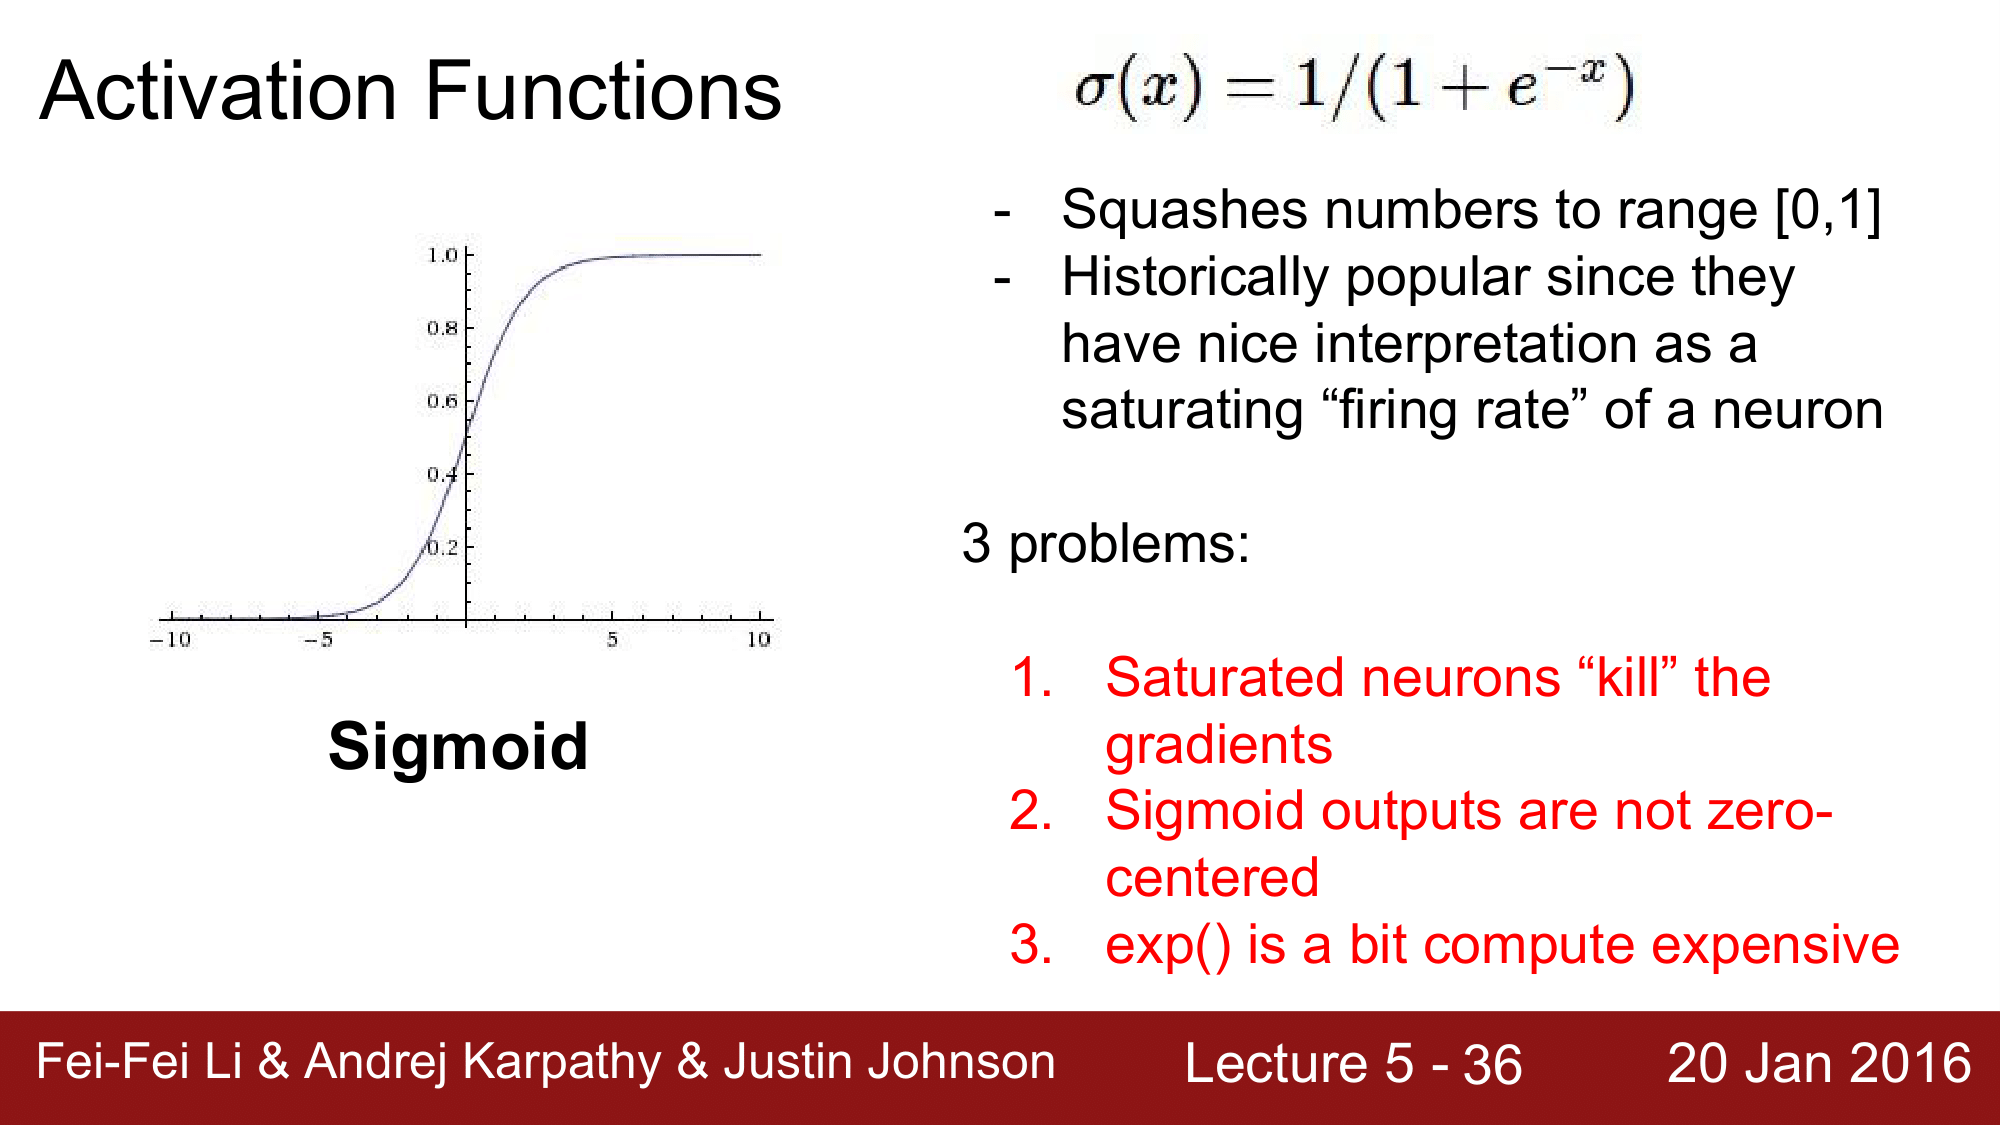 Activation Functions
σ(x) = 1/(1 + e^{−x})
- Squashes numbers to range [0,1]
- Historically popular since they
have nice interpretation as a
saturating “firing rate” of a neuron
3 problems:
1. Saturated neurons “kill” the
gradients
2. Sigmoid outputs are not zero-
centered
3. exp() is a bit compute expensive
1.0
0.8
0.6
0.4
0.2
−10 −5 5 10
Sigmoid
Fei-Fei Li & Andrej Karpathy & Justin Johnson Lecture 5 - 36 20 Jan 2016